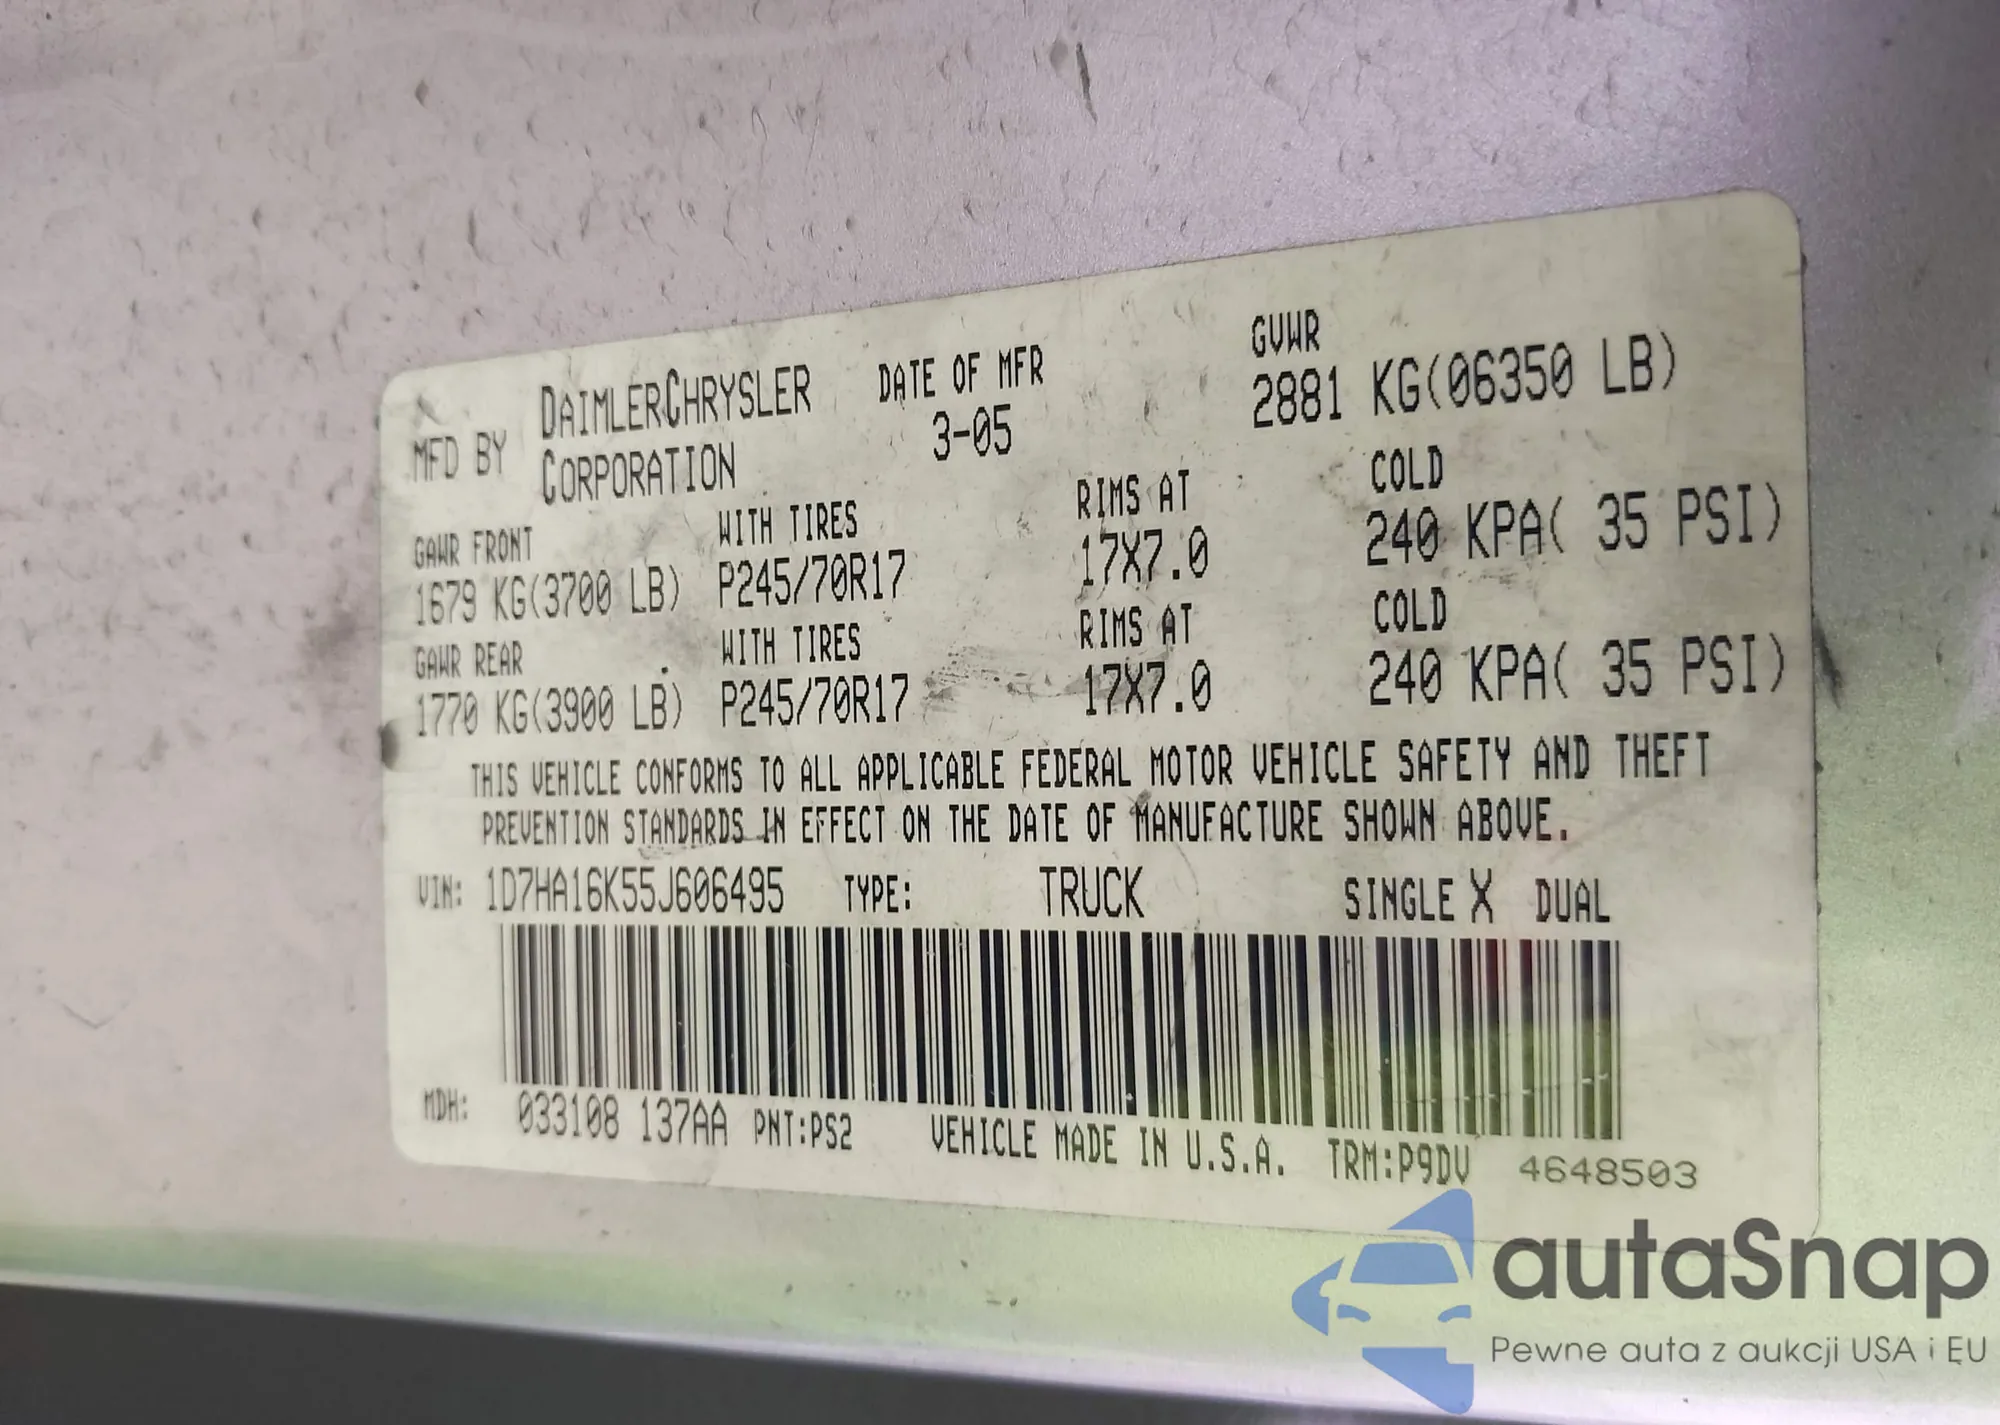 MFD BY DAIMLERCHRYSLER CORPORATION DATE OF MFR 3-05 GVWR 2881 KG(06350 LB)
GAWR FRONT WITH TIRES RIMS AT COLD
1679 KG(3700 LB) P245/70R17 17X7.0 240 KPA( 35 PSI)
GAWR REAR WITH TIRES RIMS AT COLD
1770 KG(3900 LB) P245/70R17 17X7.0 240 KPA( 35 PSI)
THIS VEHICLE CONFORMS TO ALL APPLICABLE FEDERAL MOTOR VEHICLE SAFETY AND THEFT
PREVENTION STANDARDS IN EFFECT ON THE DATE OF MANUFACTURE SHOWN ABOVE.
VIN: 1D7HA16K55J606495 TYPE: TRUCK SINGLE X DUAL
MDH: 033108 137AA PNT:PS2 VEHICLE MADE IN U.S.A. TRM:P9DV 4648503
autaSnap
Pewne auta z aukcji USA i EU